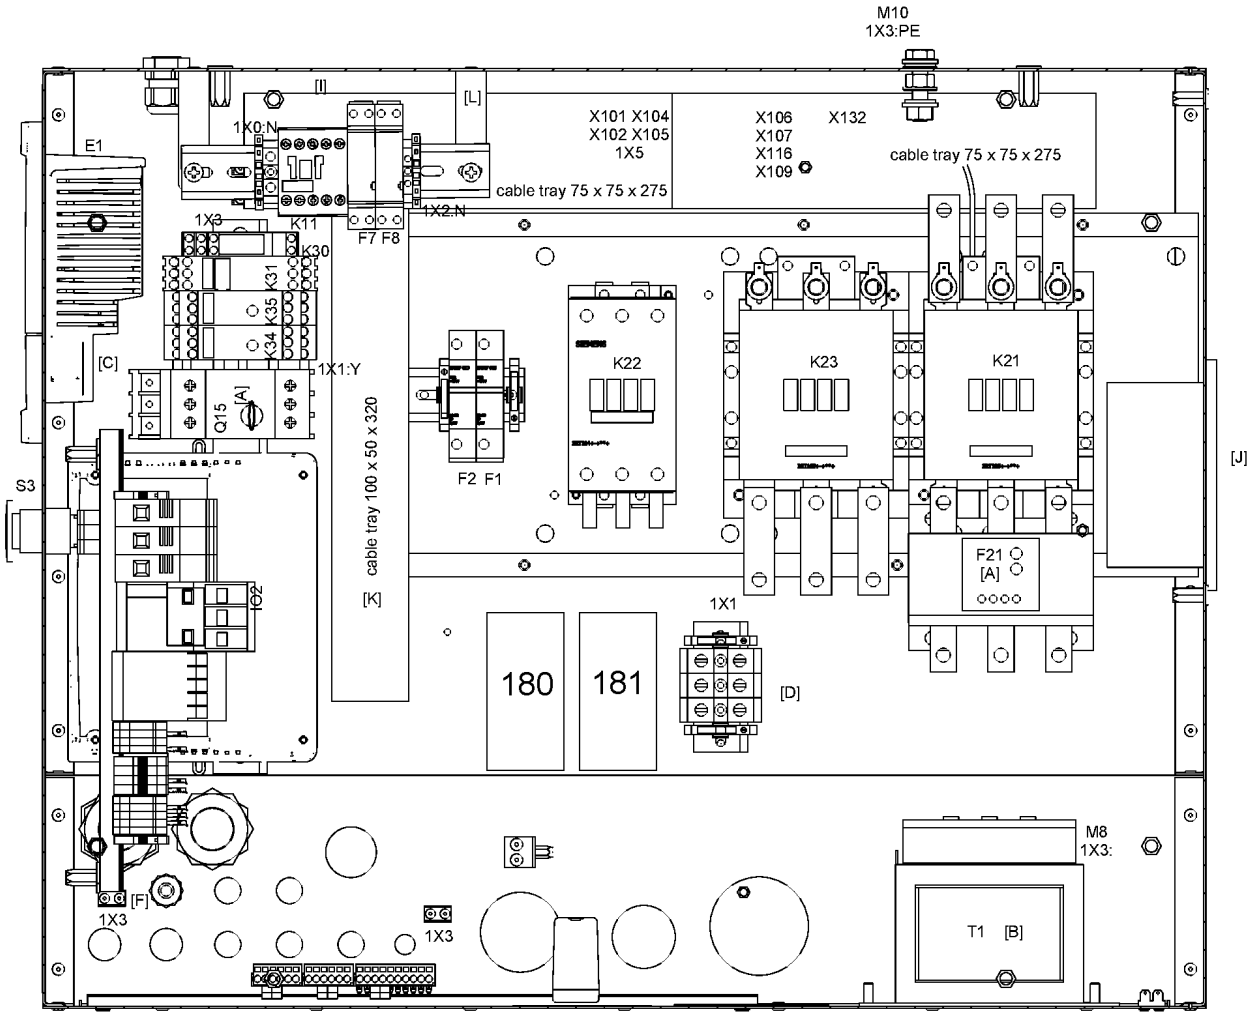 M10
1X3:PE
[I]
[L]
X101 X104
X102 X105
1X5
X106
X132
X107
X116
X109
1X0:N
E1
cable tray 75 x 75 x 275
cable tray 75 x 75 x 275
1X2:N
1X3
K11
F7 F8
K30
K31
K35
K34
[C]
1X1:Y
SIEMENS
K22
K23
K21
Q15
[A]
cable tray 100 x 50 x 320
F2 F1
[J]
S3
F21
[A]
IO2
[K]
1X1
180
181
[D]
M8
1X3:
[F]
1X3
1X3
T1 [B]